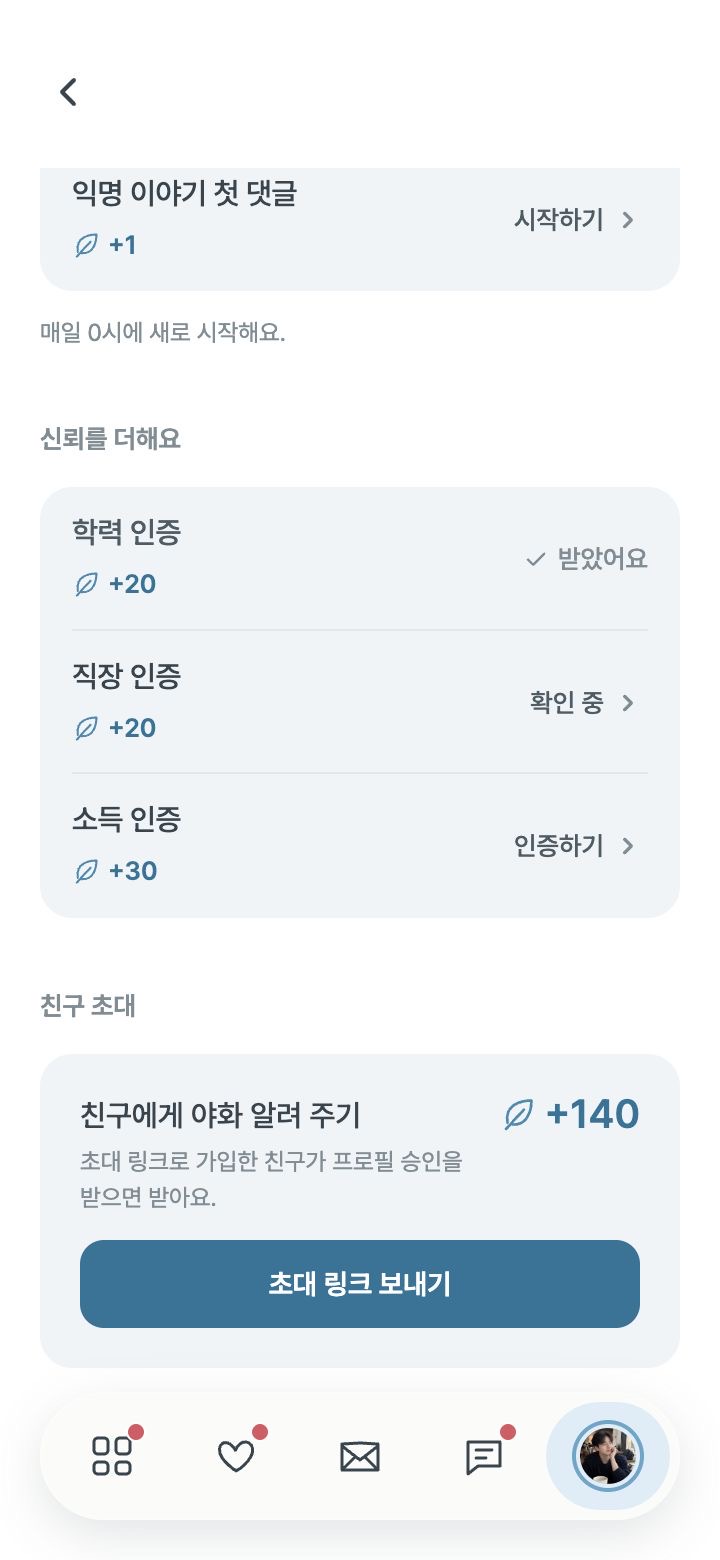 익명 이야기 첫 댓글
+1
시작하기
매일 0시에 새로 시작해요.
신뢰를 더해요
학력 인증
+20
받았어요
직장 인증
+20
확인 중
소득 인증
+30
인증하기
친구 초대
친구에게 야화 알려 주기
+140
초대 링크로 가입한 친구가 프로필 승인을
받으면 받아요.
초대 링크 보내기